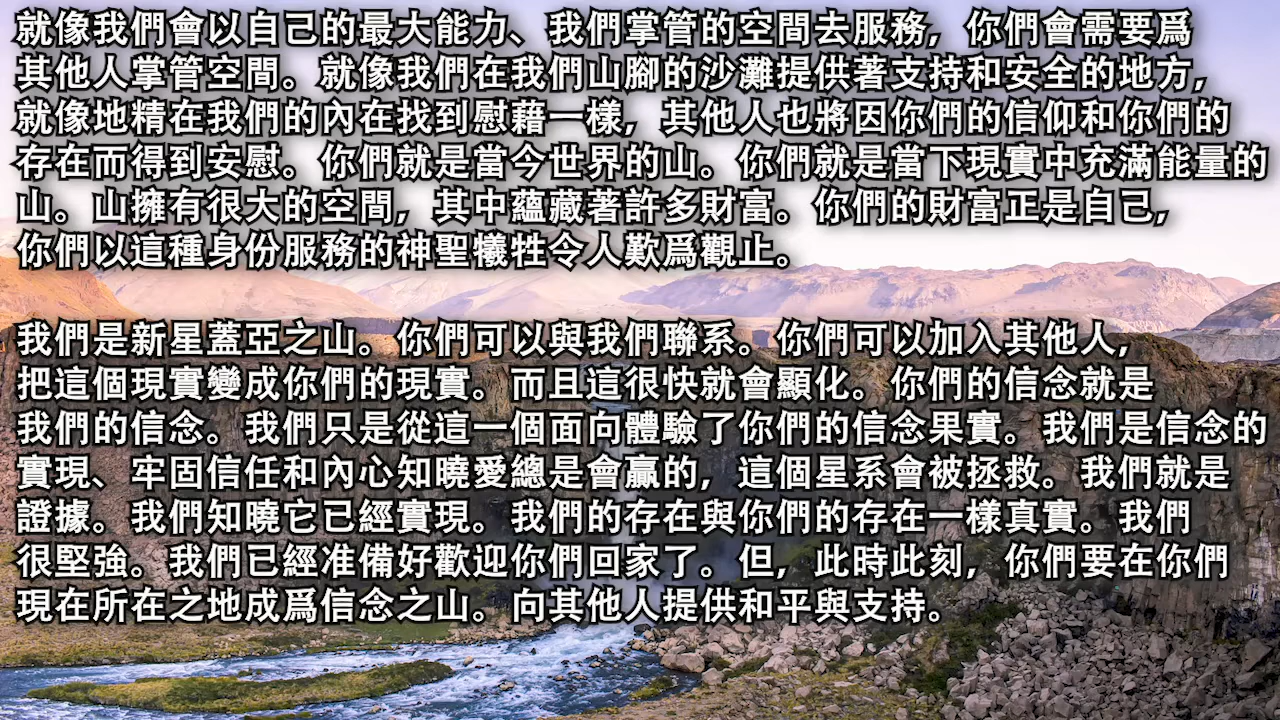 就像我們會以自己的最大能力、我們掌管的空間去服務，你們會需要爲
其他人掌管空間。就像我們在我們山腳的沙灘提供著支持和安全的地方，
就像地精在我們的內在找到慰藉一樣，其他人也將因你們的信仰和你們的
存在而得到安慰。你們就是當今世界的山。你們就是當下現實中充滿能量的
山。山擁有很大的空間，其中蘊藏著許多財富。你們的財富正是自己，
你們以這種身份服務的神聖犧牲令人歎爲觀止。
我們是新星蓋亞之山。你們可以與我們聯系。你們可以加入其他人，
把這個現實變成你們的現實。而且這很快就會顯化。你們的信念就是
我們的信念。我們只是從這一個面向體驗了你們的信念果實。我們是信念的
實現、牢固信任和內心知曉愛總是會贏的，這個星系會被拯救。我們就是
證據。我們知曉它已經實現。我們的存在與你們的存在一樣真實。我們
很堅強。我們已經准備好歡迎你們回家了。但，此時此刻，你們要在你們
現在所在之地成爲信念之山。向其他人提供和平與支持。